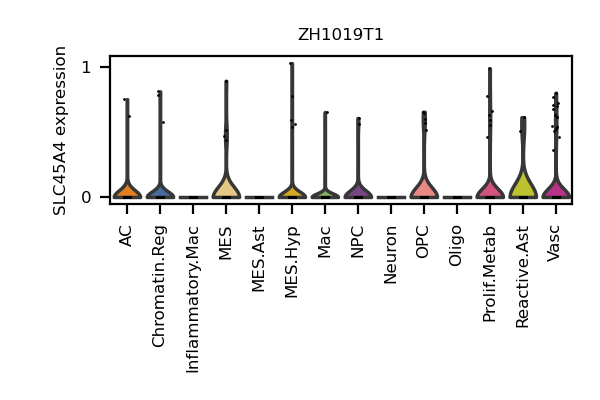 ZH1019T1
SLC45A4 expression
1
0
AC
Chromatin.Reg
Inflammatory.Mac
MES
MES.Ast
MES.Hyp
Mac
NPC
Neuron
OPC
Oligo
Prolif.Metab
Reactive.Ast
Vasc